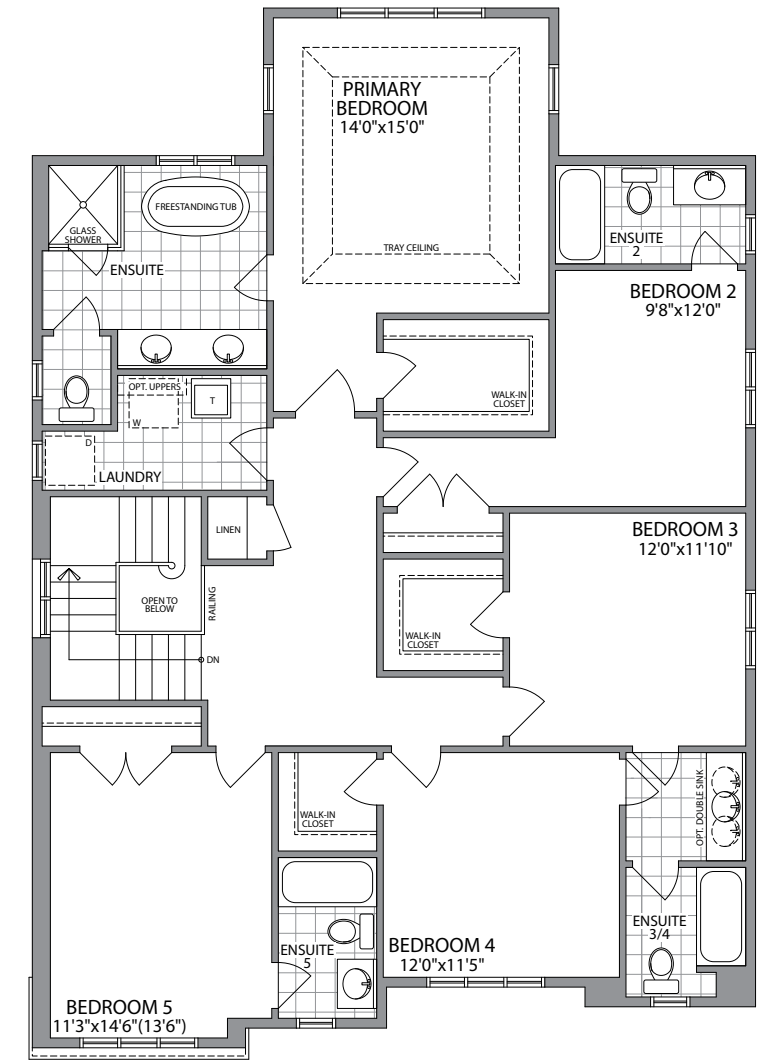 PRIMARY
BEDROOM
14'0"x15'0"
TRAY CEILING
FREESTANDING TUB
GLASS
SHOWER
ENSUITE
ENSUITE
2
BEDROOM 2
9'8"x12'0"
WALK-IN
CLOSET
OPT. UPPERS
W
T
D
LAUNDRY
LINEN
BEDROOM 3
12'0"x11'10"
OPEN TO
BELOW
RAILING
DN
WALK-IN
CLOSET
WALK-IN
CLOSET
OPT. DOUBLE SINK
ENSUITE
3/4
ENSUITE
5
BEDROOM 4
12'0"x11'5"
BEDROOM 5
11'3"x14'6"(13'6")